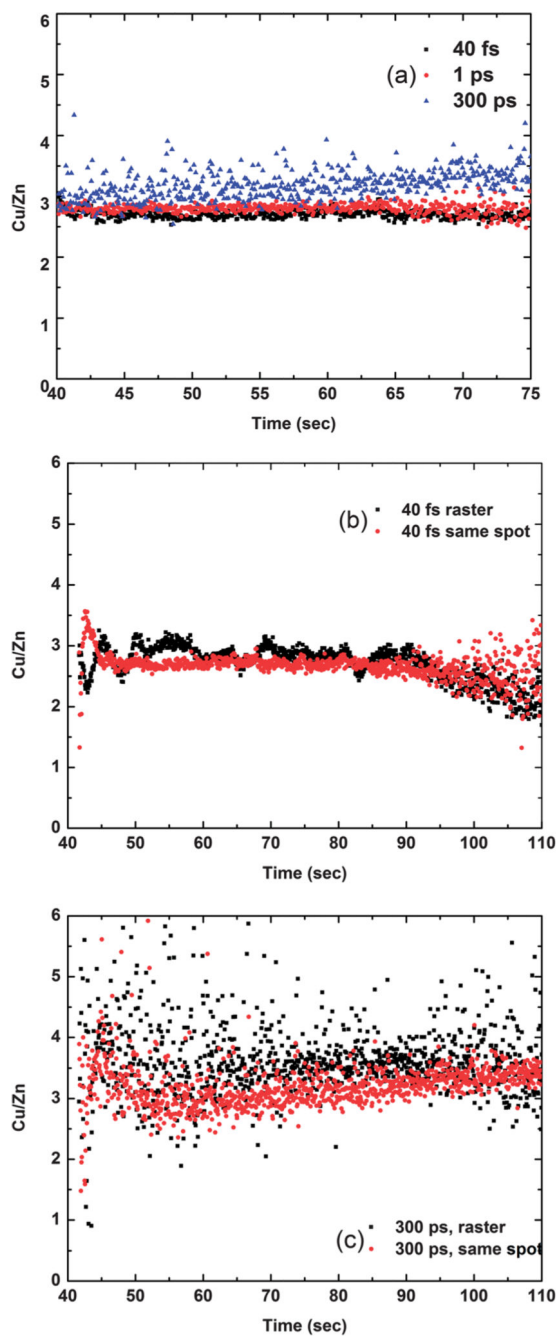 6
5
4
3
2
1
0
Cu/Zn
(a)
40 fs
1 ps
300 ps
40 45 50 55 60 65 70 75
Time (sec)
6
5
4
3
2
1
0
Cu/Zn
(b)
40 fs raster
40 fs same spot
40 50 60 70 80 90 100 110
Time (sec)
6
5
4
3
2
1
0
Cu/Zn
(c)
300 ps, raster
300 ps, same spot
40 50 60 70 80 90 100 110
Time (sec)